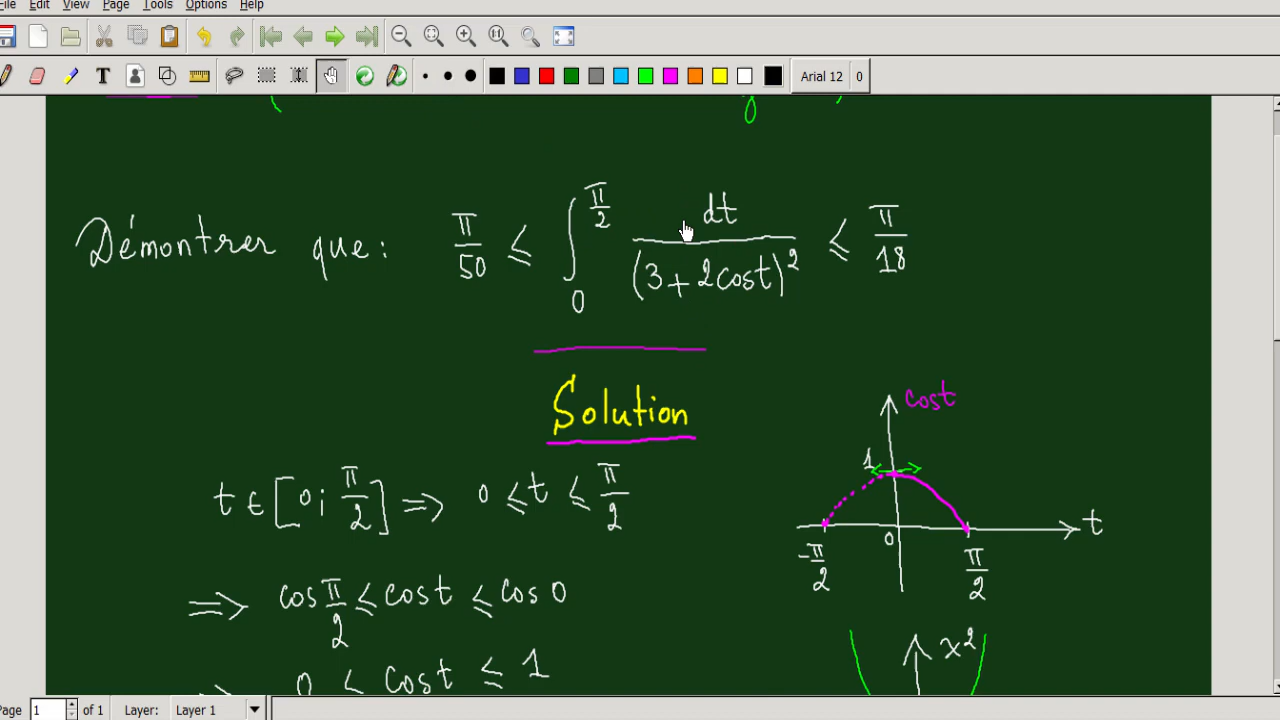 File Edit View Page Tools Options Help
Arial 12 0
Démontrer que : π/50 ≤ ∫₀^(π/2) dt/(3+2cost)² ≤ π/18
Solution
cost
1
0
-π/2
π/2
t
t ∈ [0; π/2] => 0 ≤ t ≤ π/2
=> cos π/2 ≤ cost ≤ cos 0
x²
0 ≤ cost ≤ 1
Page 1 of 1 Layer: Layer 1